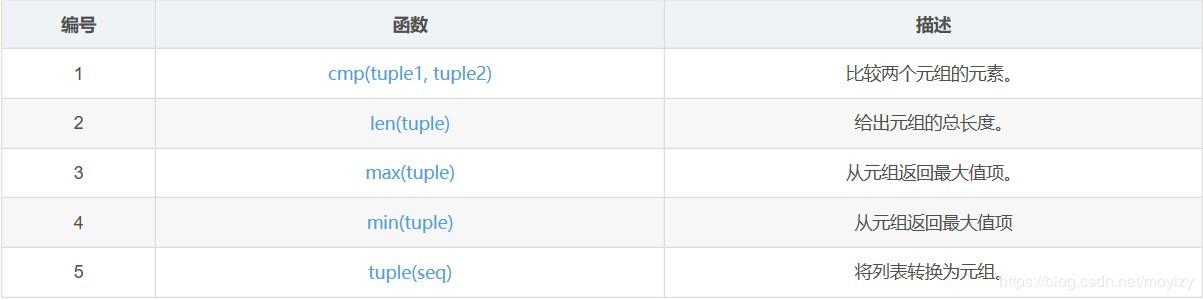 编号 函数 描述
1 cmp(tuple1, tuple2) 比较两个元组的元素。
2 len(tuple) 给出元组的总长度。
3 max(tuple) 从元组返回最大值项。
4 min(tuple) 从元组返回最大值项
5 tuple(seq) 将列表转换为元组。
https://blog.csdn.net/moyizy